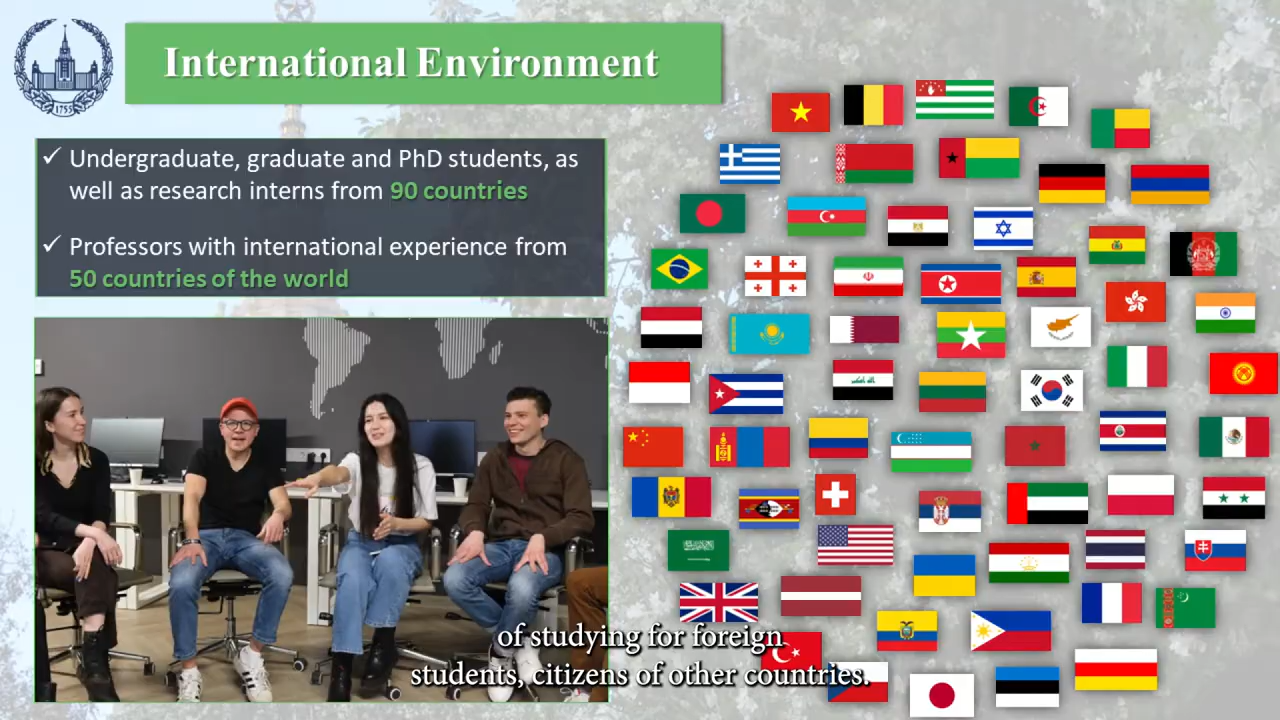 International Environment
1755
✓ Undergraduate, graduate and PhD students, as
well as research interns from 90 countries
✓ Professors with international experience from
50 countries of the world
of studying for foreign
students, citizens of other countries.